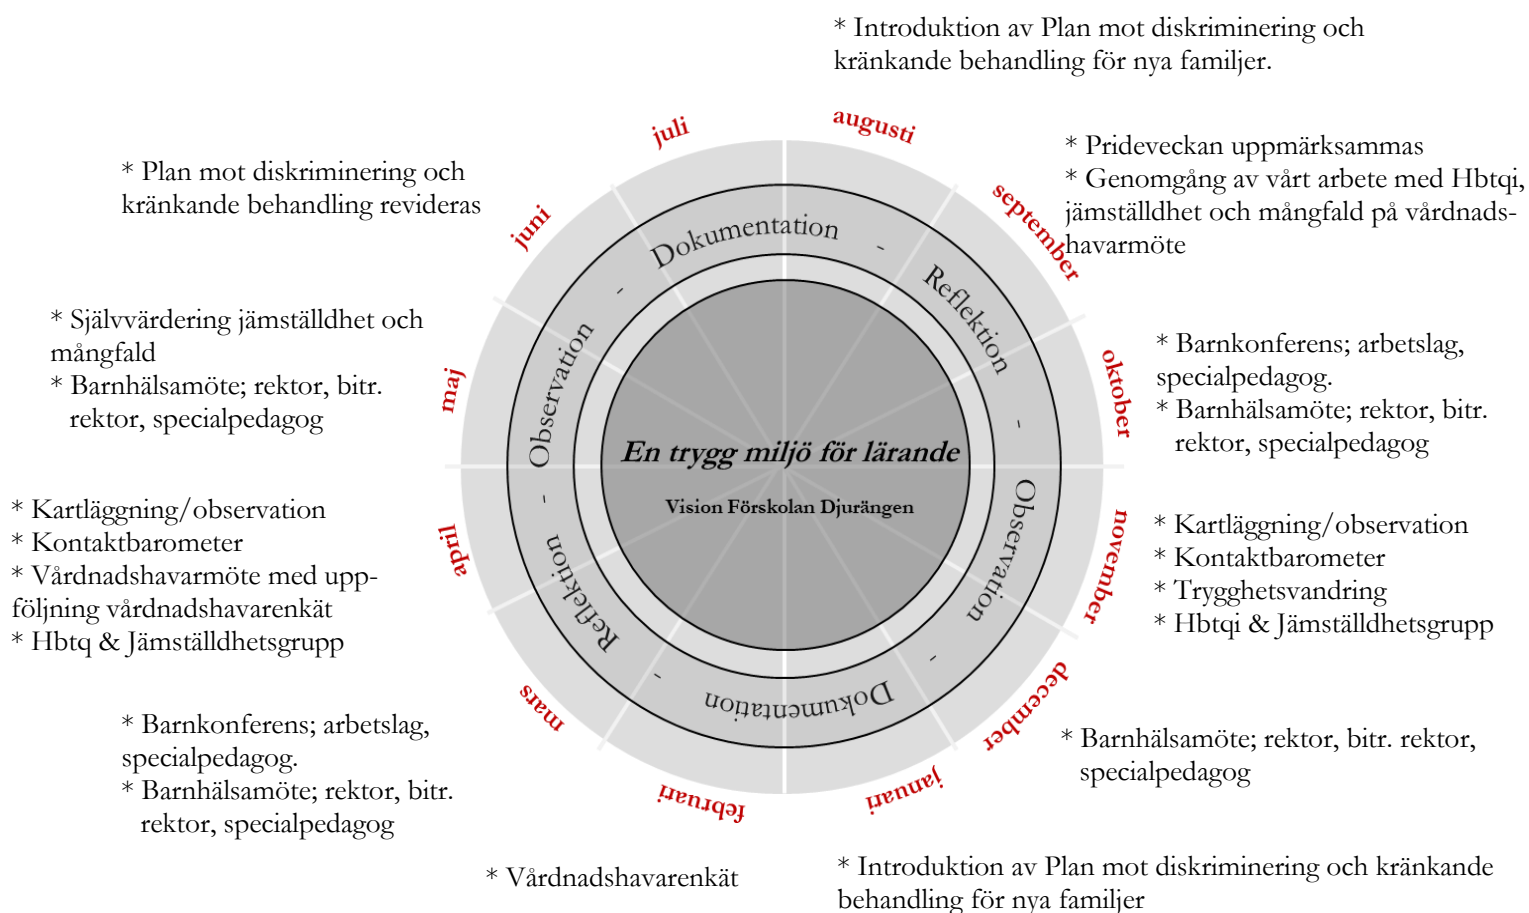 * Introduktion av Plan mot diskriminering och
kränkande behandling för nya familjer.
augusti
* Prideveckan uppmärksammas
* Genomgång av vårt arbete med Hbtqi,
jämställdhet och mångfald på vårdnads-
havarmöte
september
* Barnkonferens; arbetslag,
specialpedagog.
* Barnhälsamöte; rektor, bitr.
rektor, specialpedagog
oktober
* Kartläggning/observation
* Kontaktbarometer
* Trygghetsvandring
* Hbtqi & Jämställdhetsgrupp
november
* Barnhälsamöte; rektor, bitr. rektor,
specialpedagog
december
* Introduktion av Plan mot diskriminering och kränkande
behandling för nya familjer
januari
* Vårdnadshavarenkät
februari
* Barnkonferens; arbetslag,
specialpedagog.
* Barnhälsamöte; rektor, bitr.
rektor, specialpedagog
mars
* Kartläggning/observation
* Kontaktbarometer
* Vårdnadshavarmöte med upp-
följning vårdnadshavarenkät
* Hbtq & Jämställdhetsgrupp
april
* Självvärdering jämställdhet och
mångfald
* Barnhälsamöte; rektor, bitr.
rektor, specialpedagog
maj
* Plan mot diskriminering och
kränkande behandling revideras
juni
juli
Dokumentation - Reflektion - Observation - Dokumentation - Reflektion - Observation -
En trygg miljö för lärande
Vision Förskolan Djurängen